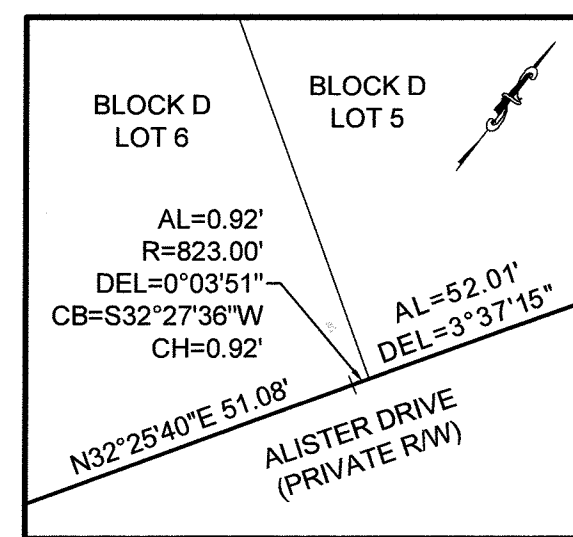 BLOCK D
LOT 6
BLOCK D
LOT 5
AL=0.92'
R=823.00'
DEL=0°03'51"
CB=S32°27'36"W
CH=0.92'
AL=52.01'
DEL=3°37'15"
N32°25'40"E 51.08'
ALISTER DRIVE
(PRIVATE R/W)